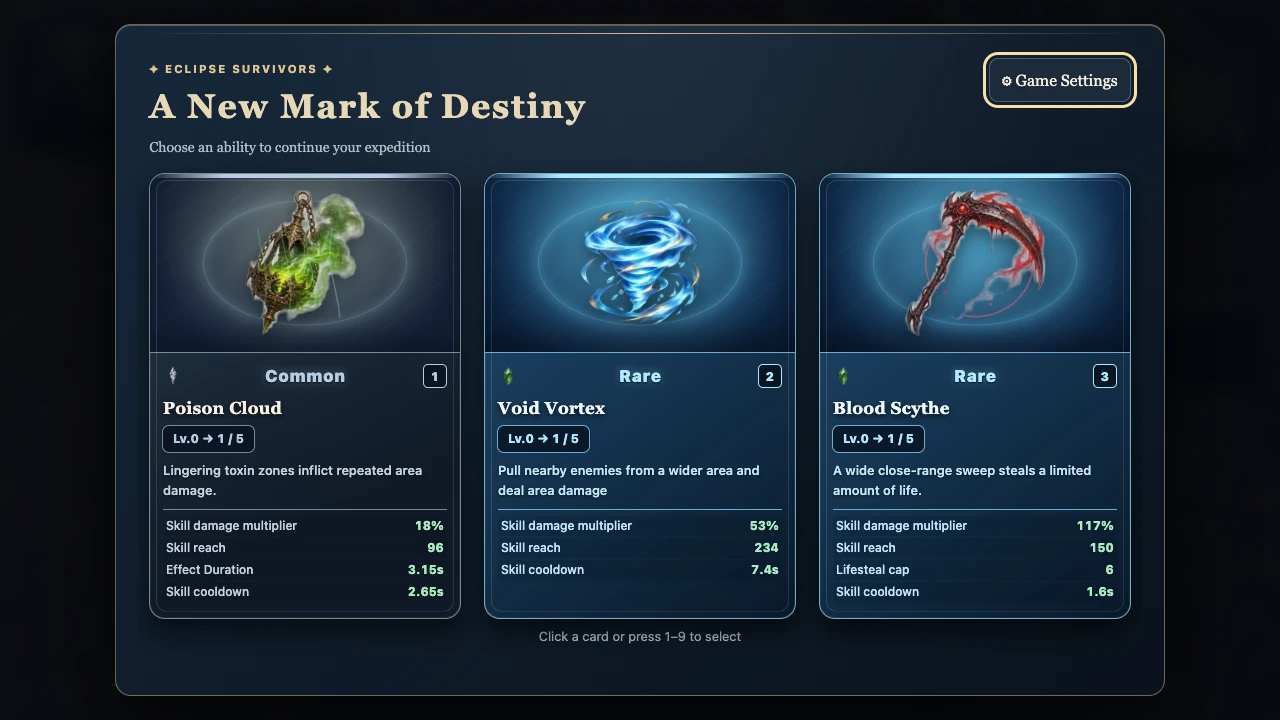 ✦ ECLIPSE SURVIVORS ✦
A New Mark of Destiny
Choose an ability to continue your expedition
⚙ Game Settings
Common
1
Poison Cloud
Lv.0 → 1 / 5
Lingering toxin zones inflict repeated area
damage.
Skill damage multiplier 18%
Skill reach 96
Effect Duration 3.15s
Skill cooldown 2.65s
Rare
2
Void Vortex
Lv.0 → 1 / 5
Pull nearby enemies from a wider area and
deal area damage
Skill damage multiplier 53%
Skill reach 234
Skill cooldown 7.4s
Rare
3
Blood Scythe
Lv.0 → 1 / 5
A wide close-range sweep steals a limited
amount of life.
Skill damage multiplier 117%
Skill reach 150
Lifesteal cap 6
Skill cooldown 1.6s
Click a card or press 1–9 to select